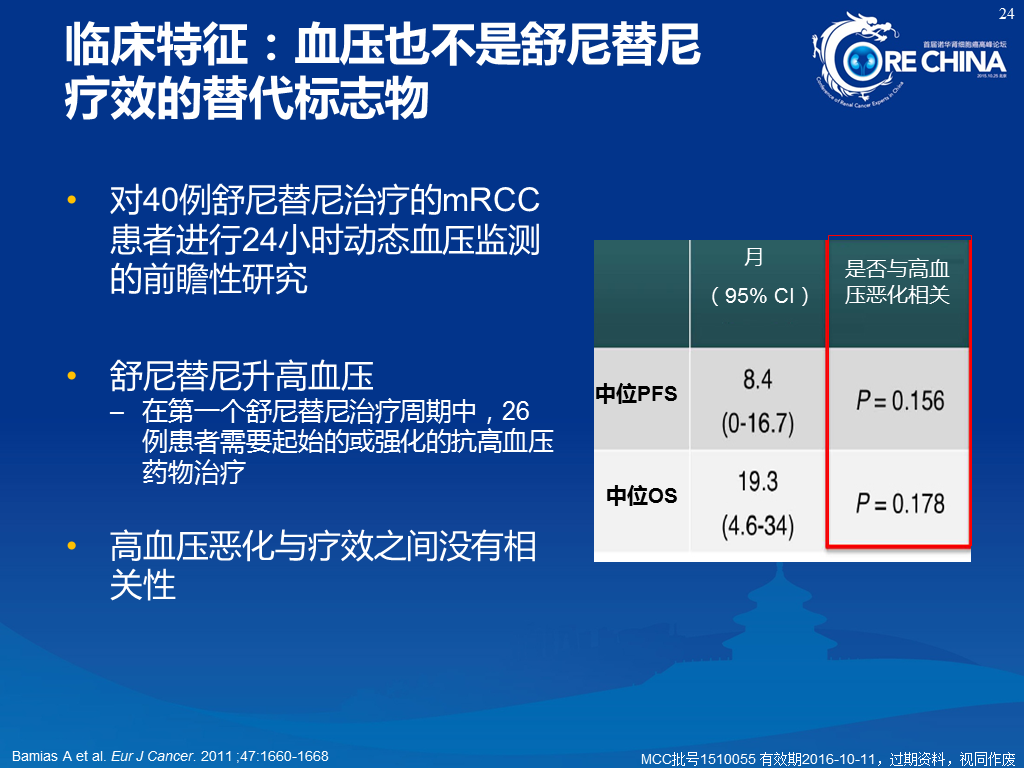 24
临床特征：血压也不是舒尼替尼
疗效的替代标志物
首届诺华肾细胞癌高峰论坛
ORE CHINA
2015.10.25 北京
Conference of Renal Cancer Experts in China
• 对40例舒尼替尼治疗的mRCC
患者进行24小时动态血压监测
的前瞻性研究
• 舒尼替尼升高血压
– 在第一个舒尼替尼治疗周期中，26
例患者需要起始的或强化的抗高血压
药物治疗
• 高血压恶化与疗效之间没有相
关性
月
（95% CI）
是否与高血
压恶化相关
中位PFS
8.4
(0-16.7)
P = 0.156
中位OS
19.3
(4.6-34)
P = 0.178
Bamias A et al. Eur J Cancer. 2011 ;47:1660-1668
MCC批号1510055 有效期2016-10-11，过期资料，视同作废